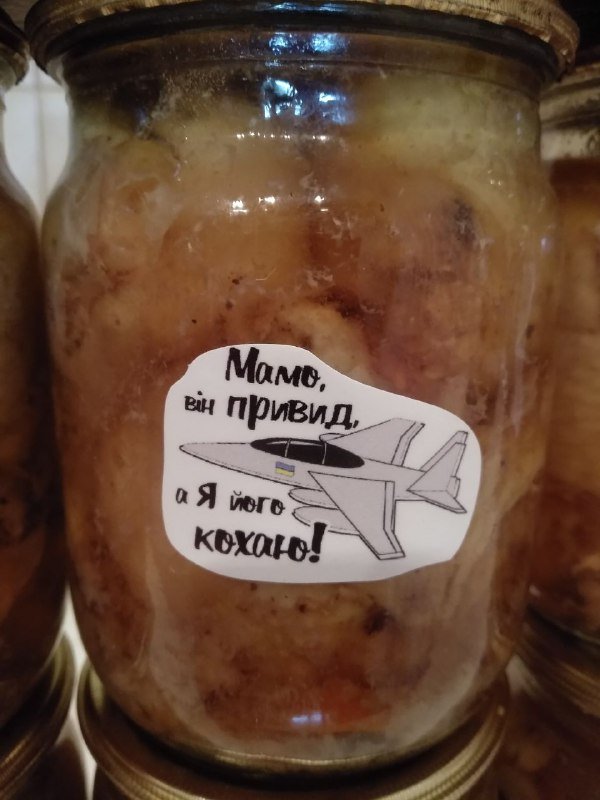 Мамо,
він привид,
а я його
кохаю!